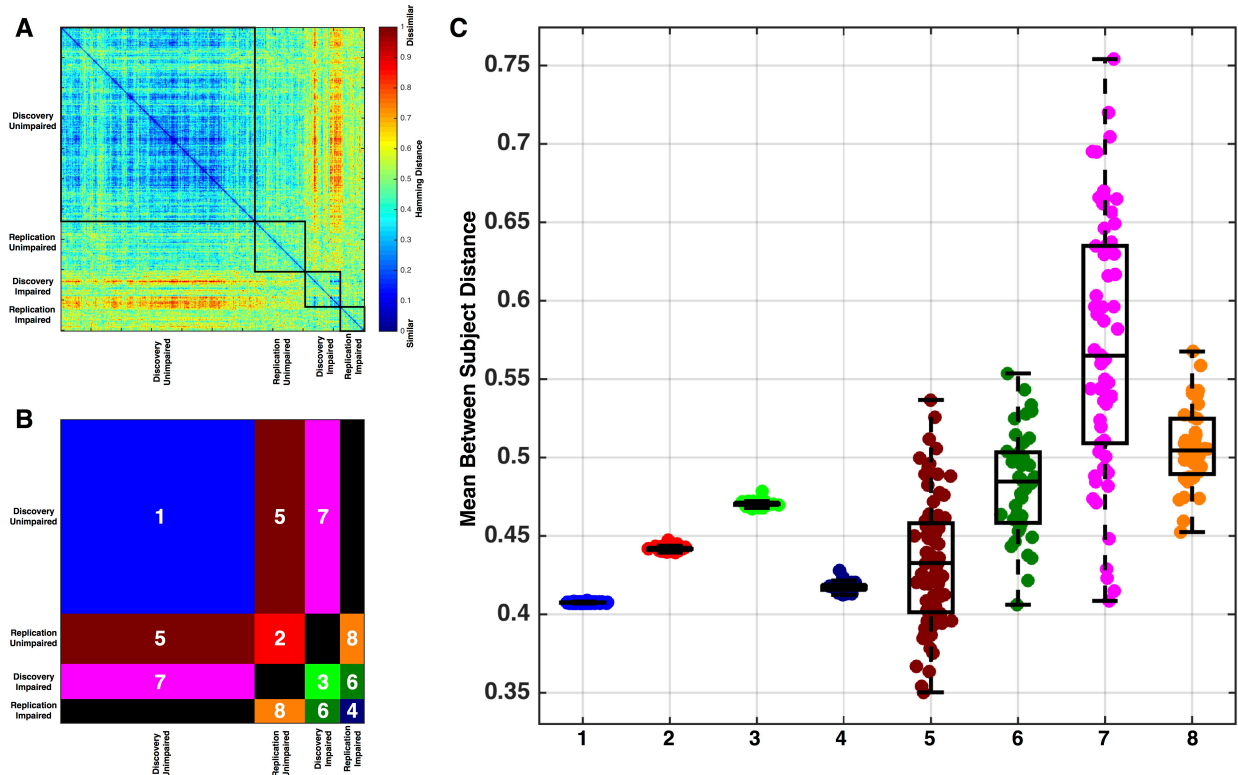 A
Discovery
Unimpaired
Replication
Unimpaired
Discovery
Impaired
Replication
Impaired
Discovery
Unimpaired
Replication
Unimpaired
Discovery
Impaired
Replication
Impaired
1
0.9
0.8
0.7
0.6
0.5
0.4
0.3
0.2
0.1
0
Dissimilar
Hamming Distance
Similar
B
Discovery
Unimpaired
Replication
Unimpaired
Discovery
Impaired
Replication
Impaired
1
5
7
5
2
8
7
3
6
8
6
4
Discovery
Unimpaired
Replication
Unimpaired
Discovery
Impaired
Replication
Impaired
C
Mean Between Subject Distance
0.75
0.7
0.65
0.6
0.55
0.5
0.45
0.4
0.35
1 2 3 4 5 6 7 8